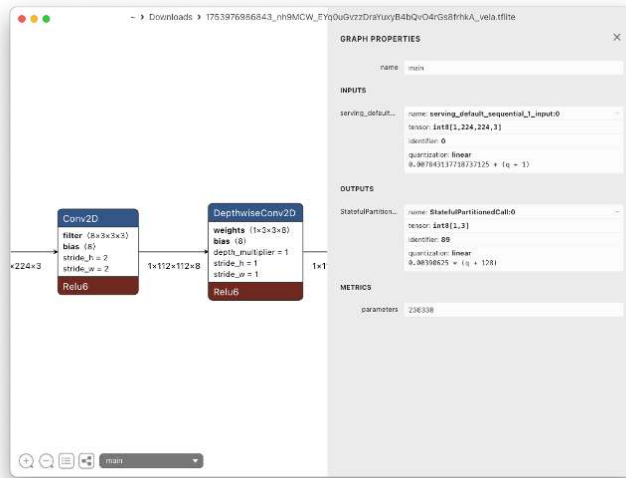 ~ › Downloads › 1753976986843_nh9MCW_EYq0uGvzzDraYuxyB4bQvO4rGs8frhkA_vela.tflite
GRAPH PROPERTIES
name main
INPUTS
serving_default... name: serving_default_sequential_1_input:0
tensor: int8[1,224,224,3]
identifier: 0
quantization: linear
0.007843137718737125 * (q + 1)
OUTPUTS
StatefulPartition... name: StatefulPartitionedCall:0
tensor: int8[1,3]
identifier: 89
quantization: linear
0.00390625 * (q + 128)
METRICS
parameters 230338
×224×3
Conv2D
filter ⟨8×3×3×3⟩
bias ⟨8⟩
stride_h = 2
stride_w = 2
Relu6
1×112×112×8
DepthwiseConv2D
weights ⟨1×3×3×8⟩
bias ⟨8⟩
depth_multiplier = 1
stride_h = 1
stride_w = 1
Relu6
1×1
main